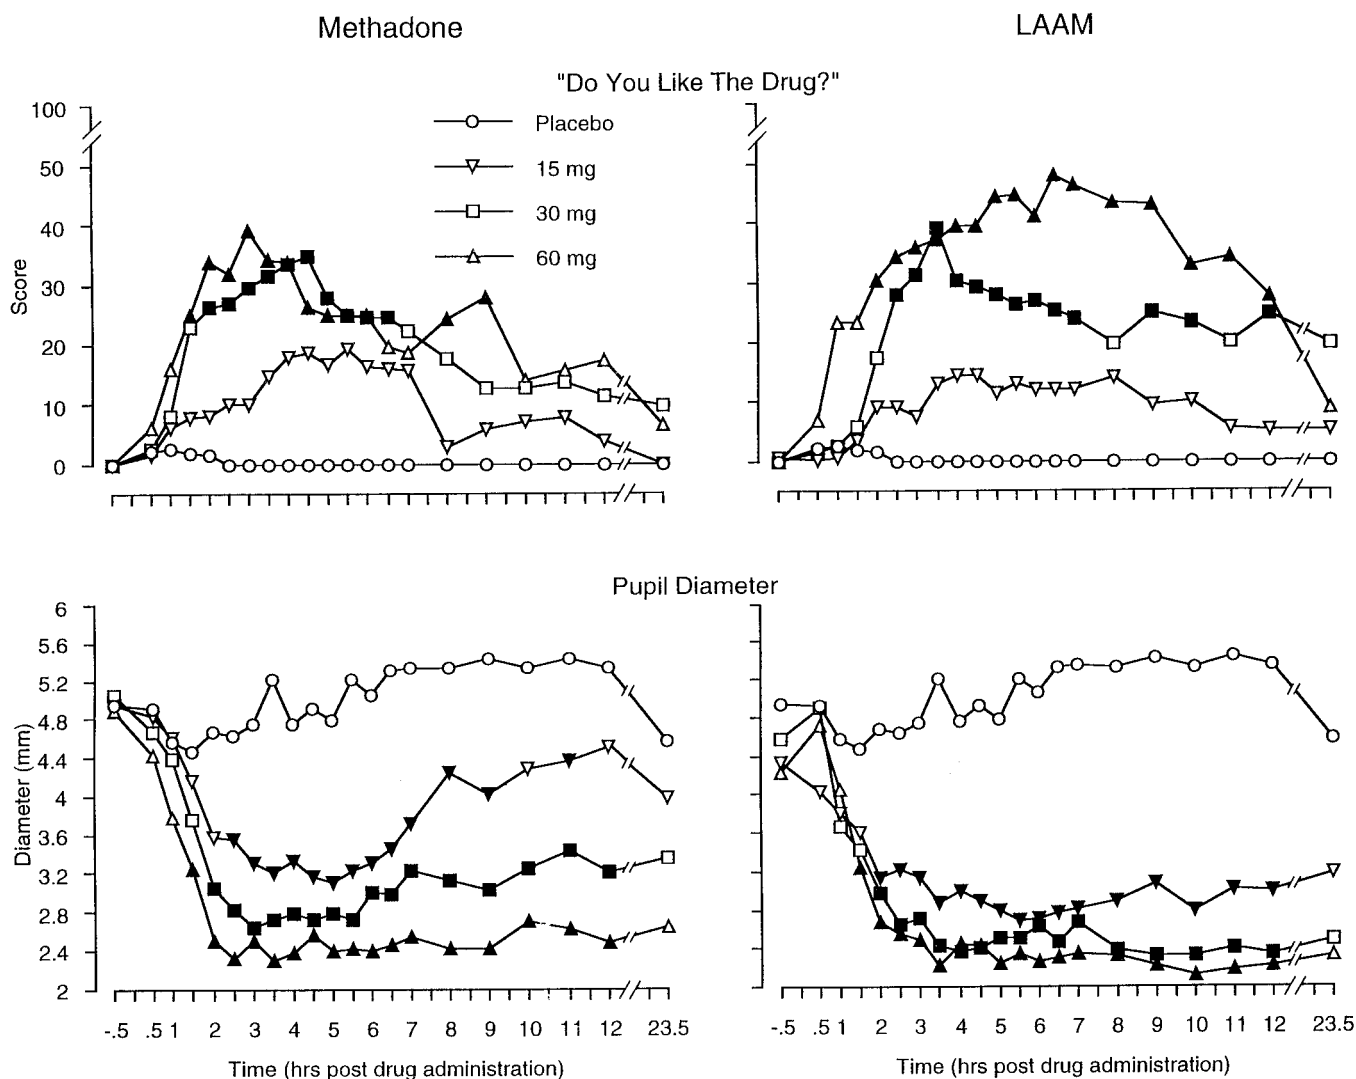 Methadone LAAM
"Do You Like The Drug?"
100
50
40
30
20
10
0
Score
Placebo
15 mg
30 mg
60 mg
Pupil Diameter
6
5.6
5.2
4.8
4.4
4
3.6
3.2
2.8
2.4
2
Diameter (mm)
-.5 .5 1 2 3 4 5 6 7 8 9 10 11 12 23.5
Time (hrs post drug administration)
-.5 .5 1 2 3 4 5 6 7 8 9 10 11 12 23.5
Time (hrs post drug administration)